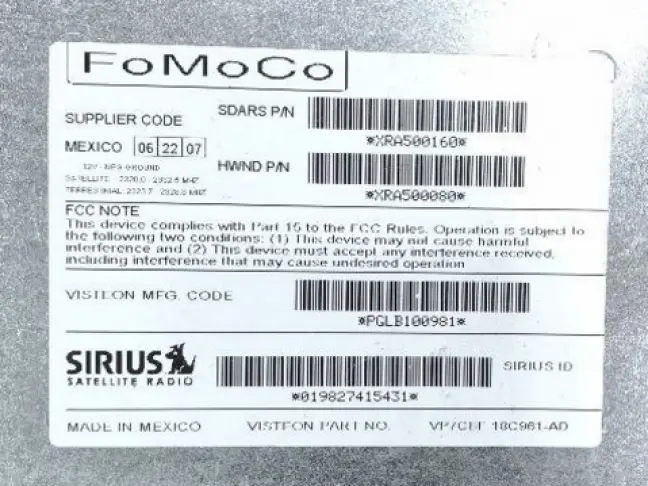 FoMoCo
SUPPLIER CODE
SDARS P/N
*XRA500160*
MEXICO 06 22 07
HWND P/N
*XRA500080*
12V - NEG GROUND
FCC NOTE
This device complies with Part 15 to the FCC Rules. Operation is subject to
the following two conditions: (1) This device may not cause harmful
interference and (2) This device must accept any interference received,
including interference that may cause undesired operation
VISTEON MFG. CODE
*PGLB100981*
SIRIUS
SATELLITE RADIO
SIRIUS ID
*019827415431*
MADE IN MEXICO VISTEON PART NO. 18C961-AD